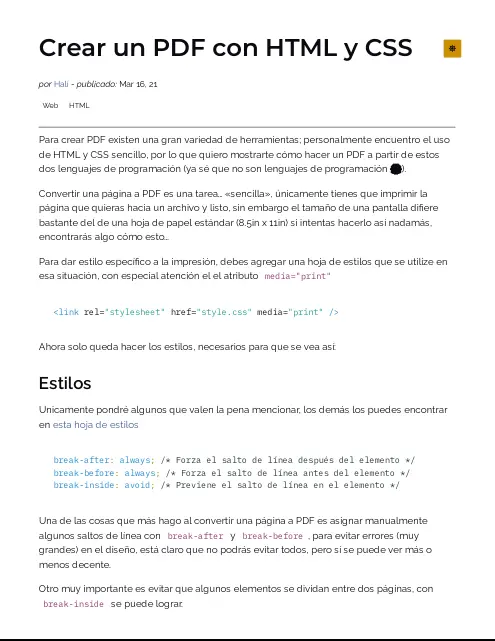 Crear un PDF con HTML y CSS
por Hali - publicado: Mar 16, 21
Web HTML
Para crear PDF existen una gran variedad de herramientas; personalmente encuentro el uso
de HTML y CSS sencillo, por lo que quiero mostrarte cómo hacer un PDF a partir de estos
dos lenguajes de programación (ya sé que no son lenguajes de programación ).
Convertir una página a PDF es una tarea... «sencilla», únicamente tienes que imprimir la
página que quieras hacia un archivo y listo, sin embargo el tamaño de una pantalla difiere
bastante del de una hoja de papel estándar (8.5in x 11in) si intentas hacerlo asi nadamás,
encontrarás algo cómo esto...
Para dar estilo específico a la impresión, debes agregar una hoja de estilos que se utilize en
esa situación, con especial atención el el atributo media="print"
<link rel="stylesheet" href="style.css" media="print" />
Ahora solo queda hacer los estilos, necesarios para que se vea así:
Estilos
Unicamente pondré algunos que valen la pena mencionar, los demás los puedes encontrar
en esta hoja de estilos
break-after: always; /* Forza el salto de línea después del elemento */
break-before: always; /* Forza el salto de línea antes del elemento */
break-inside: avoid; /* Previene el salto de línea en el elemento */
Una de las cosas que más hago al convertir una página a PDF es asignar manualmente
algunos saltos de línea con break-after y break-before , para evitar errores (muy
grandes) en el diseño, está claro que no podrás evitar todos, pero si se puede ver más o
menos decente.
Otro muy importante es evitar que algunos elementos se dividan entre dos páginas, con
break-inside se puede lograr.